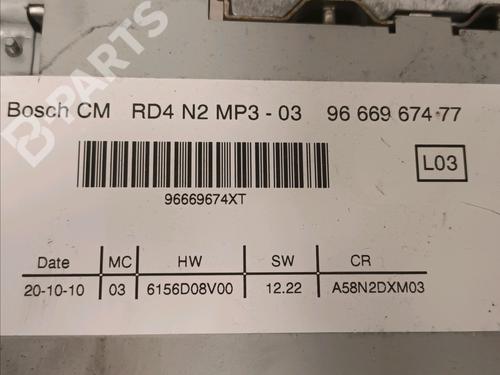 B-PARTS
Bosch CM RD4 N2 MP3 - 03 96 669 674 77
L03
96669674XT
Date MC HW SW CR
20-10-10 03 6156D08V00 12.22 A58N2DXM03